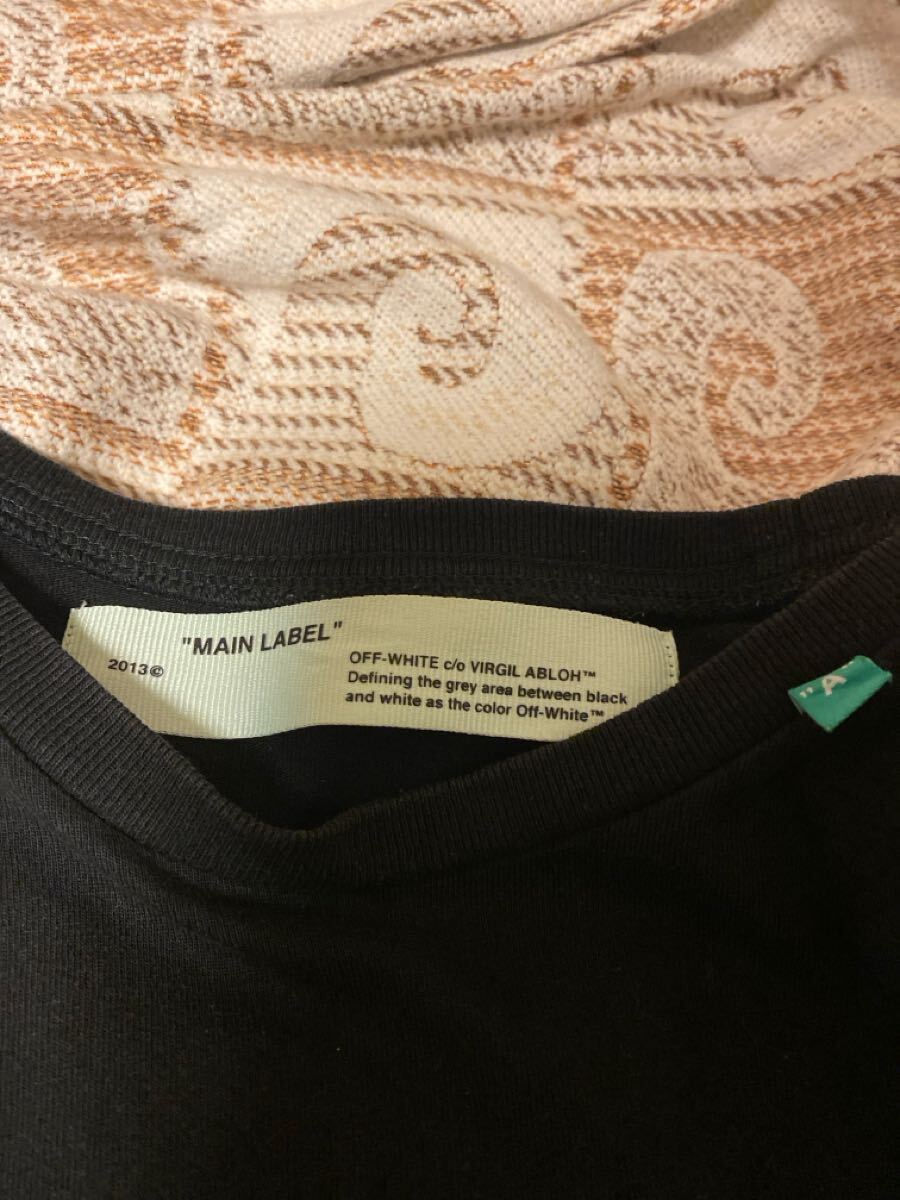 "MAIN LABEL"
2013©
OFF-WHITE c/o VIRGIL ABLOH™
Defining the grey area between black
and white as the color Off-White™
"A"